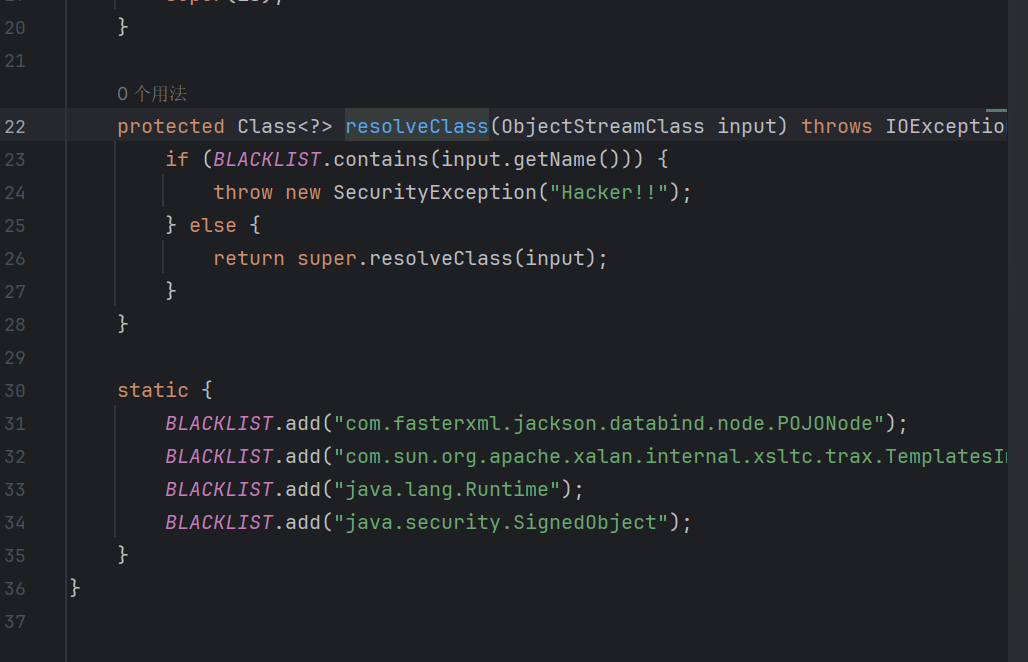 20 }
21
0 个用法
22 protected Class<?> resolveClass(ObjectStreamClass input) throws IOExceptio
23 if (BLACKLIST.contains(input.getName())) {
24 throw new SecurityException("Hacker!!");
25 } else {
26 return super.resolveClass(input);
27 }
28 }
29
30 static {
31 BLACKLIST.add("com.fasterxml.jackson.databind.node.POJONode");
32 BLACKLIST.add("com.sun.org.apache.xalan.internal.xsltc.trax.TemplatesI
33 BLACKLIST.add("java.lang.Runtime");
34 BLACKLIST.add("java.security.SignedObject");
35 }
36 }
37